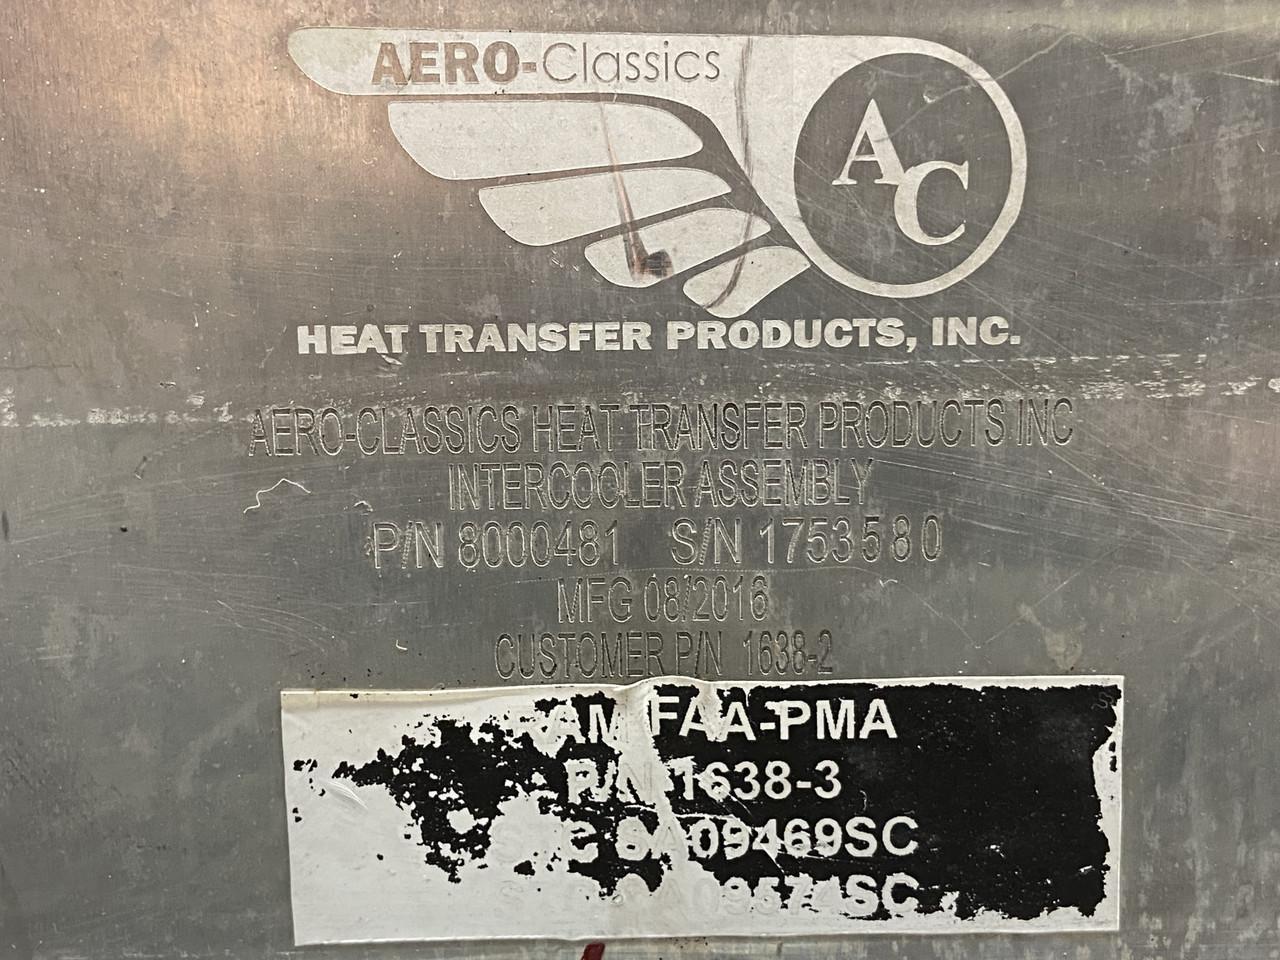 AERO-Classics
AC
HEAT TRANSFER PRODUCTS, INC.
AERO-CLASSICS HEAT TRANSFER PRODUCTS INC
INTERCOOLER ASSEMBLY
P/N 8000481 S/N 1753580
MFG 08/2016
CUSTOMER P/N 1638-2
FAA-PMA
P/N 1638-3
SA09469SC